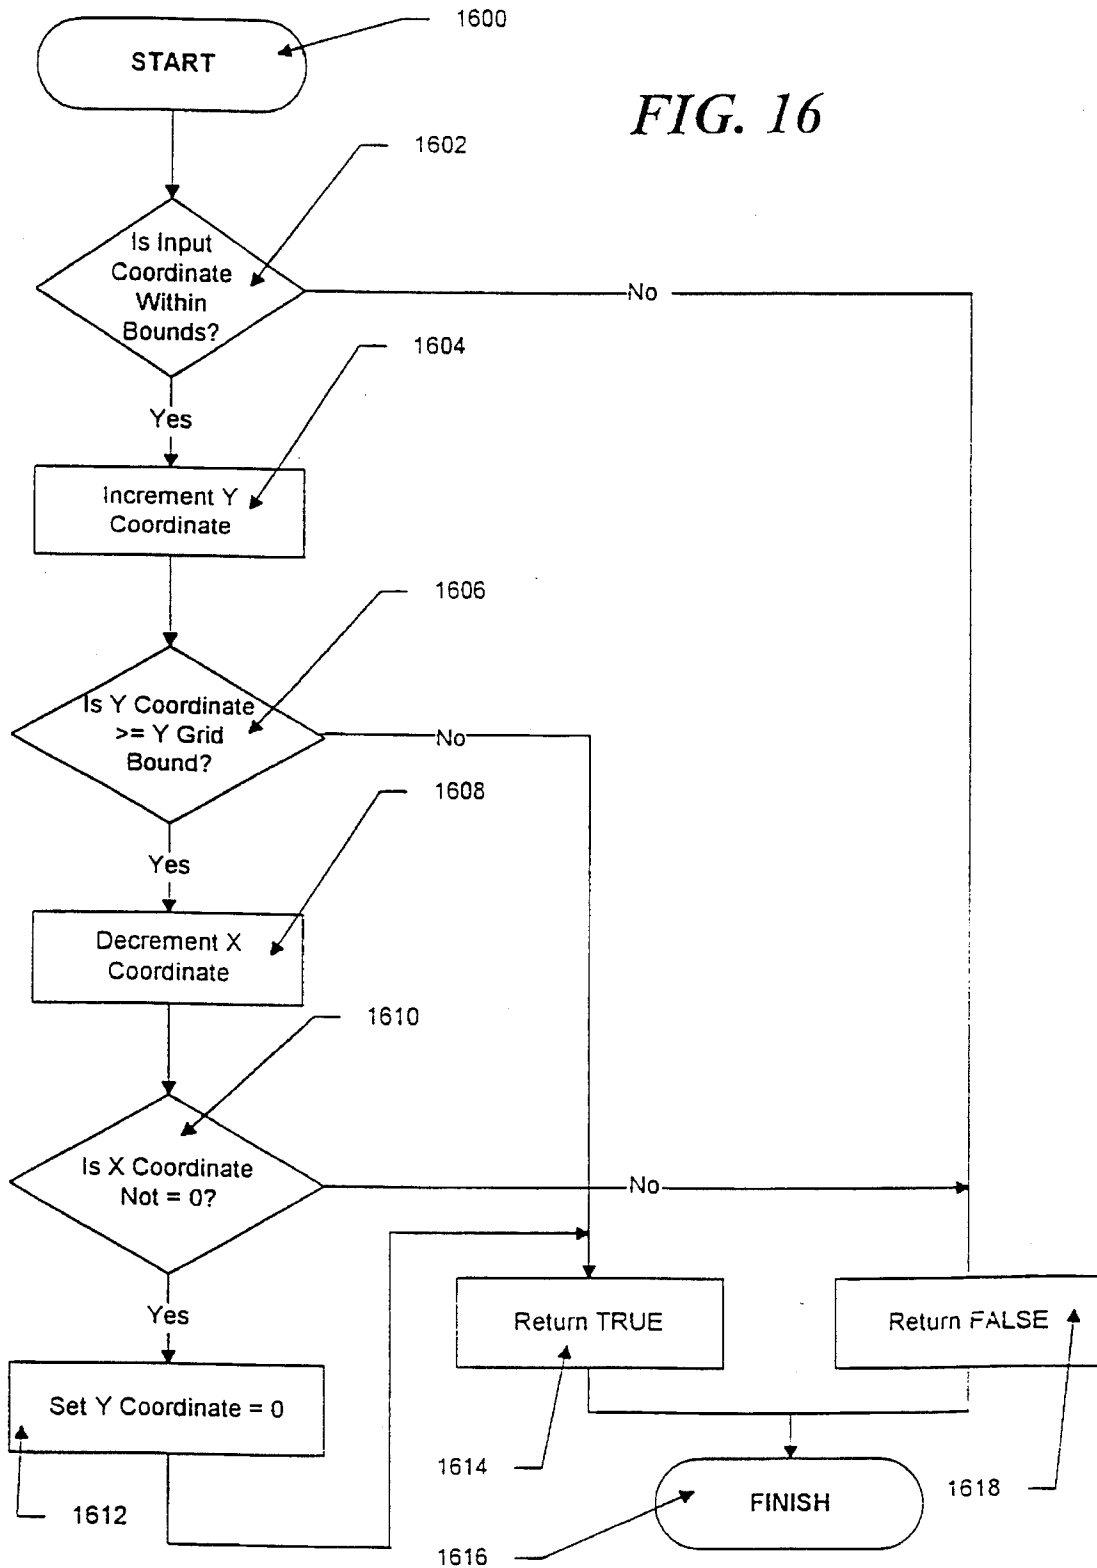 1600
START
FIG. 16
1602
Is Input
Coordinate
Within
Bounds?
No
1604
Yes
Increment Y
Coordinate
1606
Is Y Coordinate
>= Y Grid
Bound?
No
1608
Yes
Decrement X
Coordinate
1610
Is X Coordinate
Not = 0?
No
Yes
Return TRUE
Return FALSE
Set Y Coordinate = 0
1614
1618
FINISH
1612
1616